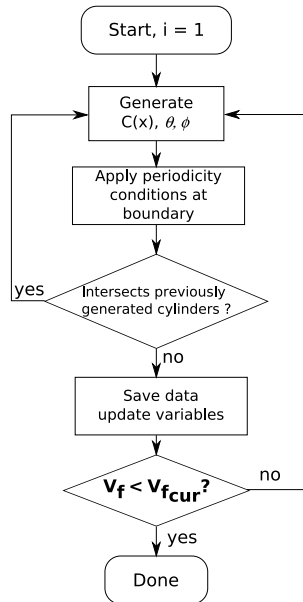 Start, i = 1
Generate
C(x), θ, ϕ
Apply periodicity
conditions at
boundary
yes
Intersects previously
generated cylinders ?
no
Save data
update variables
V_f < V_f_cur?
no
yes
Done